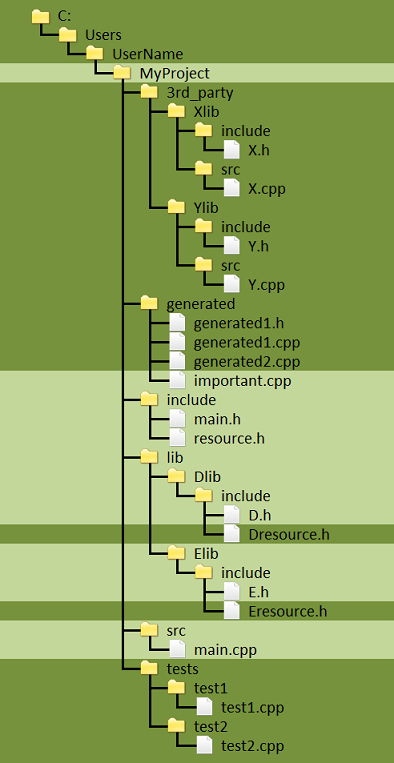 C:
Users
UserName
MyProject
3rd_party
Xlib
include
X.h
src
X.cpp
Ylib
include
Y.h
src
Y.cpp
generated
generated1.h
generated1.cpp
generated2.cpp
important.cpp
include
main.h
resource.h
lib
Dlib
include
D.h
Dresource.h
Elib
include
E.h
Eresource.h
src
main.cpp
tests
test1
test1.cpp
test2
test2.cpp